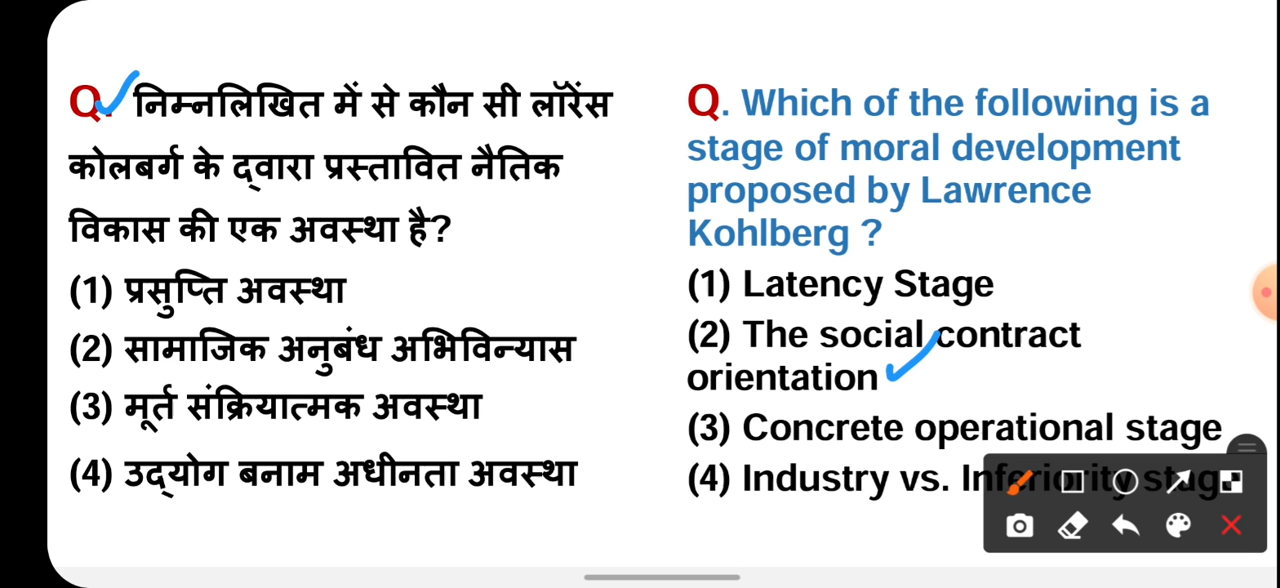 Q. निम्नलिखित में से कौन सी लॉरेंस
कोलबर्ग के द्वारा प्रस्तावित नैतिक
विकास की एक अवस्था है?
(1) प्रसुप्ति अवस्था
(2) सामाजिक अनुबंध अभिविन्यास
(3) मूर्त संक्रियात्मक अवस्था
(4) उद्योग बनाम अधीनता अवस्था
Q. Which of the following is a
stage of moral development
proposed by Lawrence
Kohlberg ?
(1) Latency Stage
(2) The social contract
orientation
(3) Concrete operational stage
(4) Industry vs. Inferiority stage